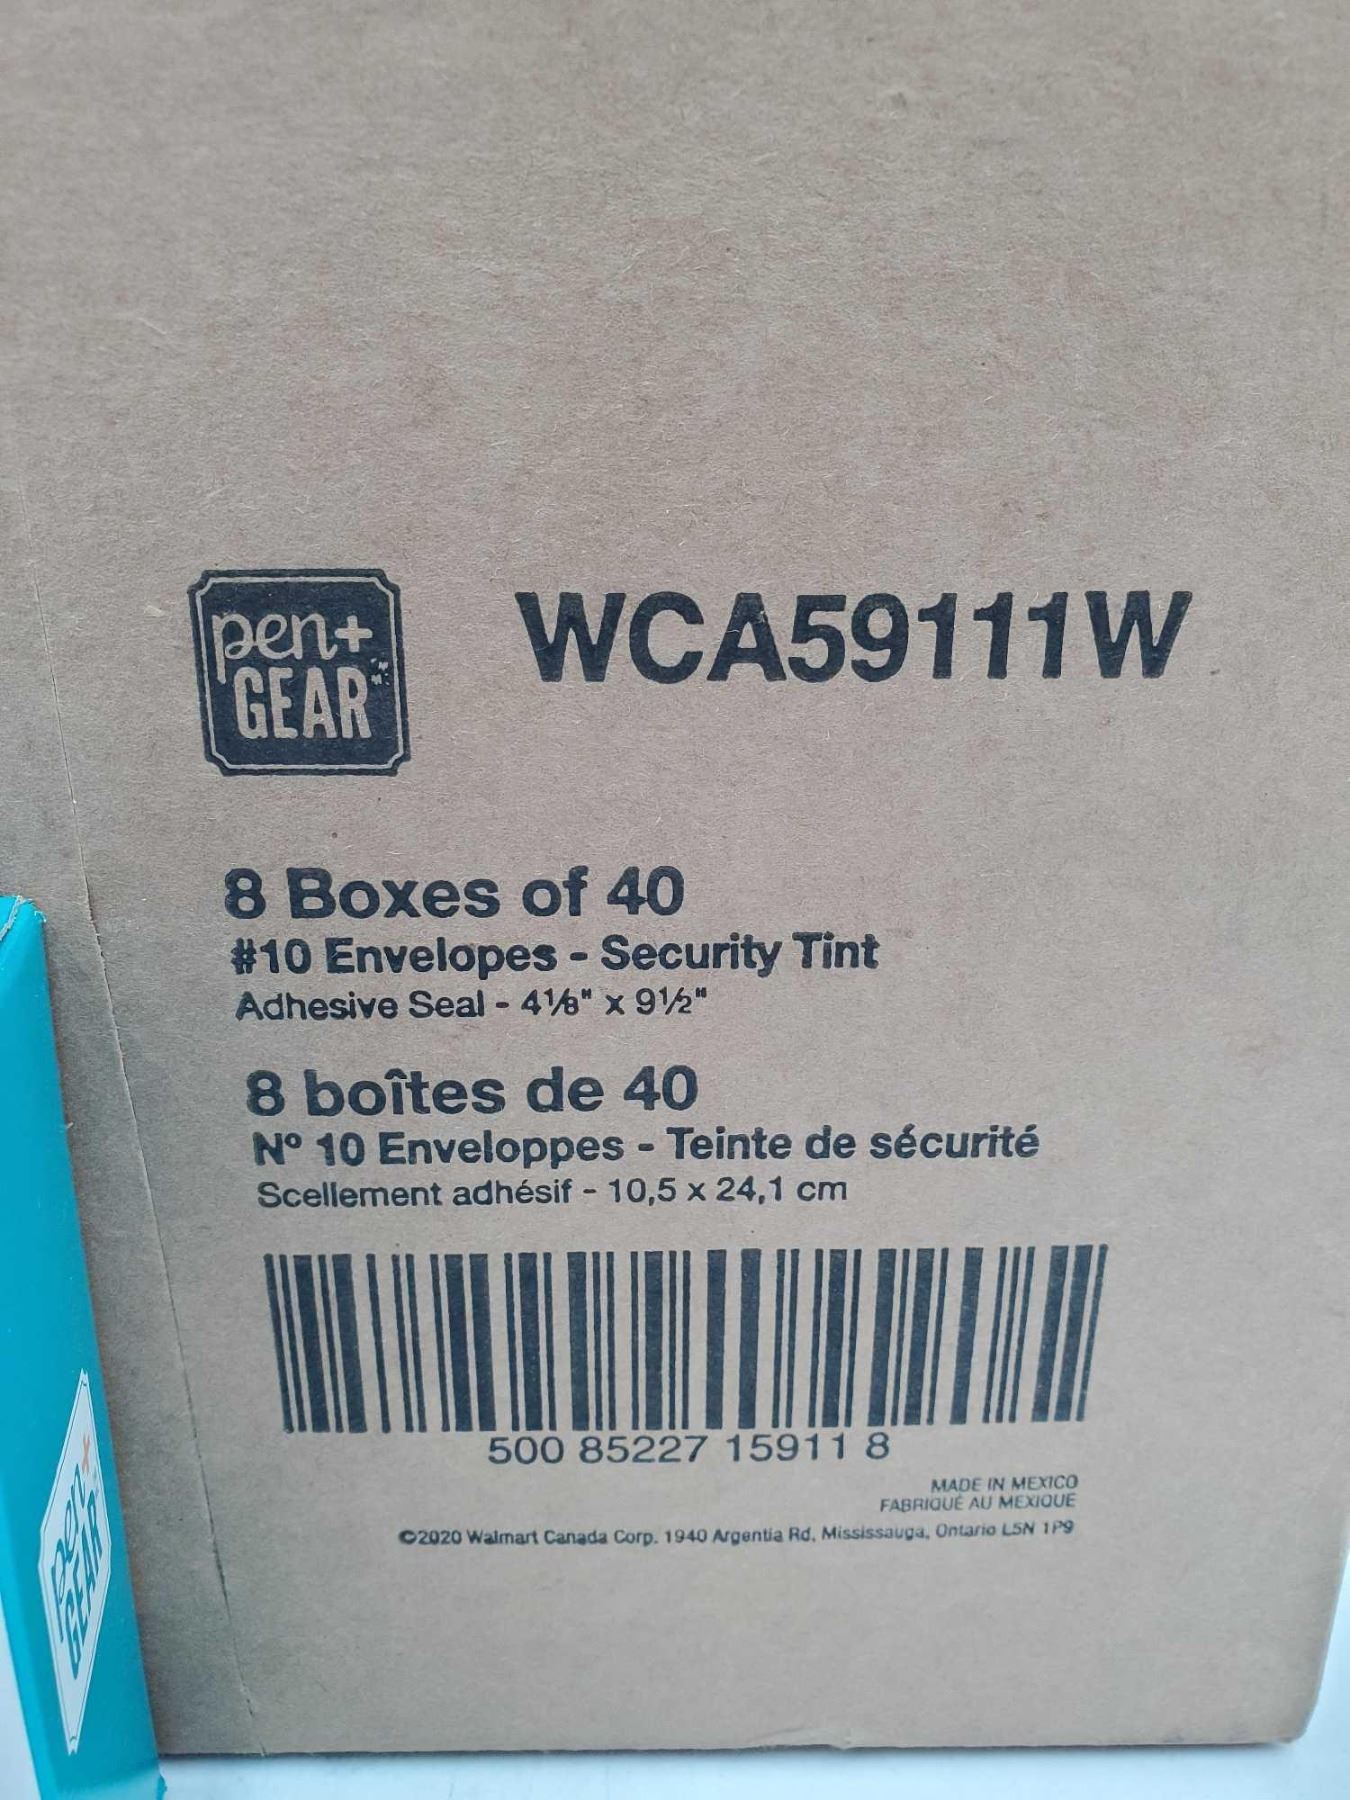 pen+
GEAR
WCA59111W
8 Boxes of 40
#10 Envelopes - Security Tint
Adhesive Seal - 4⅛" x 9½"
8 boîtes de 40
Nº 10 Enveloppes - Teinte de sécurité
Scellement adhésif - 10,5 x 24,1 cm
500 85227 15911 8
MADE IN MEXICO
FABRIQUÉ AU MEXIQUE
©2020 Walmart Canada Corp. 1940 Argentia Rd, Mississauga, Ontario L5N 1P9
pen+
GEAR